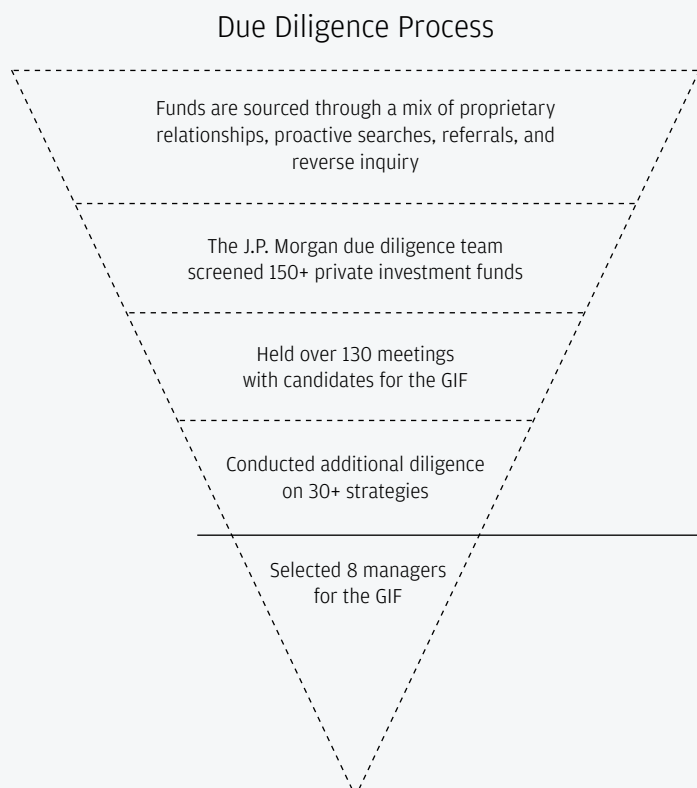 Due Diligence Process
Funds are sourced through a mix of proprietary
relationships, proactive searches, referrals, and
reverse inquiry
The J.P. Morgan due diligence team
screened 150+ private investment funds
Held over 130 meetings
with candidates for the GIF
Conducted additional diligence
on 30+ strategies
Selected 8 managers
for the GIF